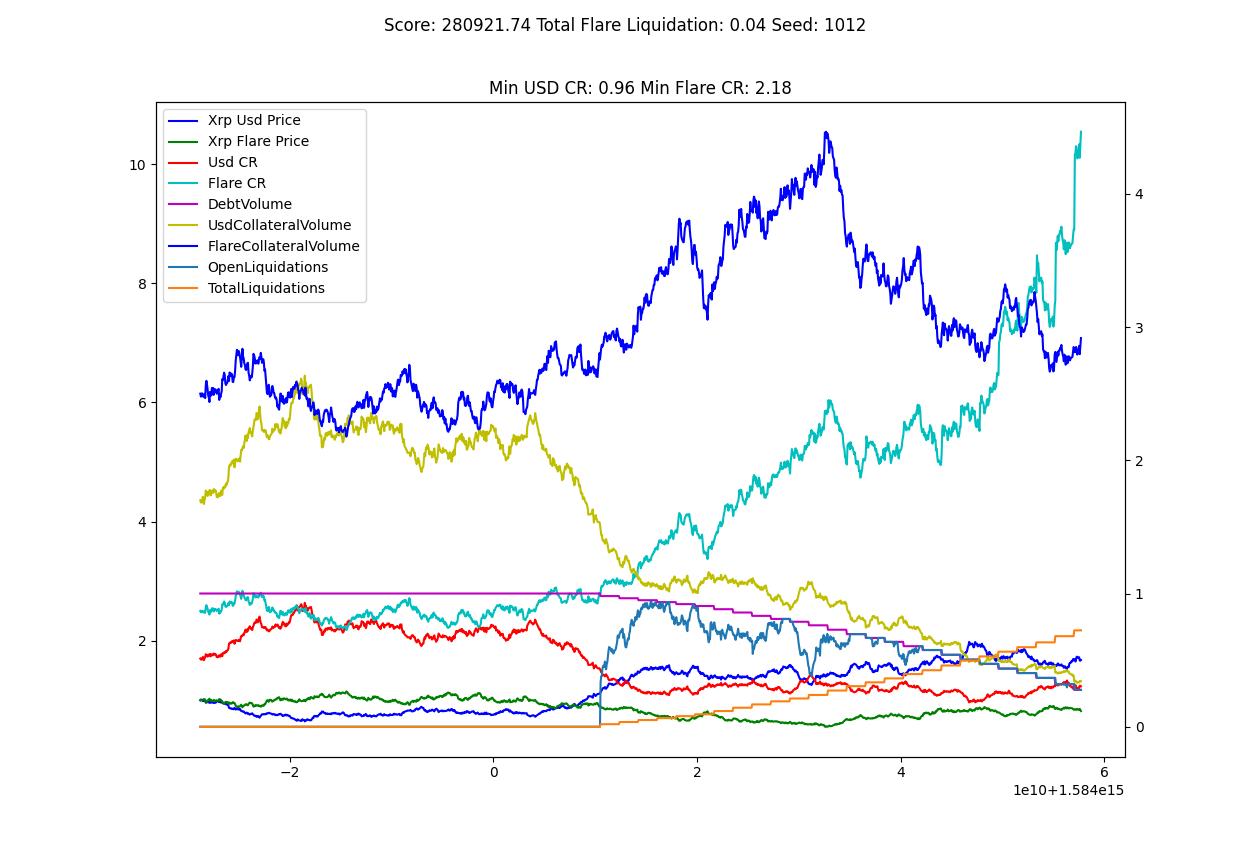 Score: 280921.74 Total Flare Liquidation: 0.04 Seed: 1012
Min USD CR: 0.96 Min Flare CR: 2.18
Xrp Usd Price
Xrp Flare Price
Usd CR
Flare CR
DebtVolume
UsdCollateralVolume
FlareCollateralVolume
OpenLiquidations
TotalLiquidations
10
8
6
4
2
4
3
2
1
0
−2 0 2 4 6
1e10+1.584e15